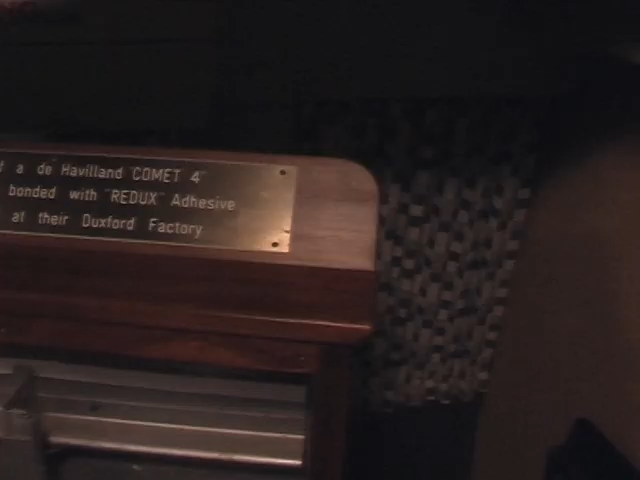 a de Havilland "COMET 4"
bonded with "REDUX" Adhesive
at their Duxford Factory